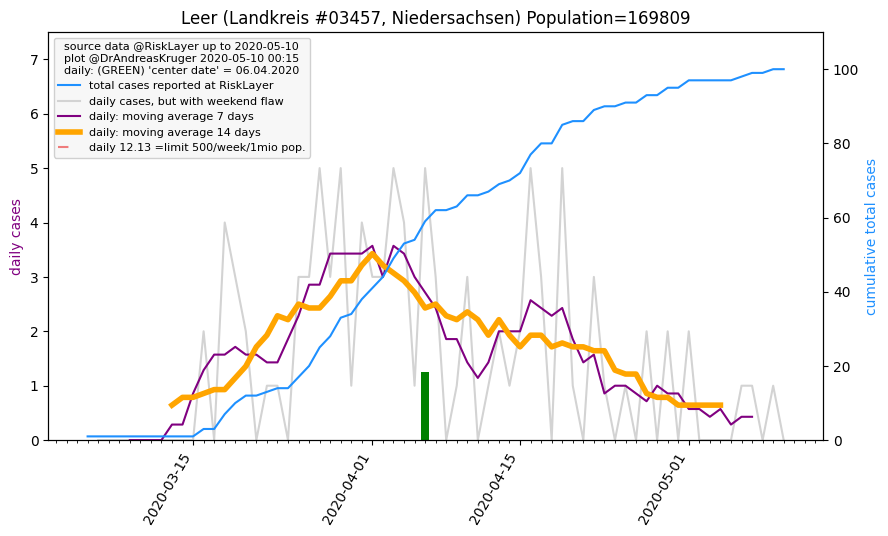 Leer (Landkreis #03457, Niedersachsen) Population=169809
source data @RiskLayer up to 2020-05-10
plot @DrAndreasKruger 2020-05-10 00:15
daily: (GREEN) 'center date' = 06.04.2020
total cases reported at RiskLayer
daily cases, but with weekend flaw
daily: moving average 7 days
daily: moving average 14 days
daily 12.13 =limit 500/week/1mio pop.
daily cases
7
6
5
4
3
2
1
0
100
80
60
40
20
0
cumulative total cases
2020-03-15
2020-04-01
2020-04-15
2020-05-01